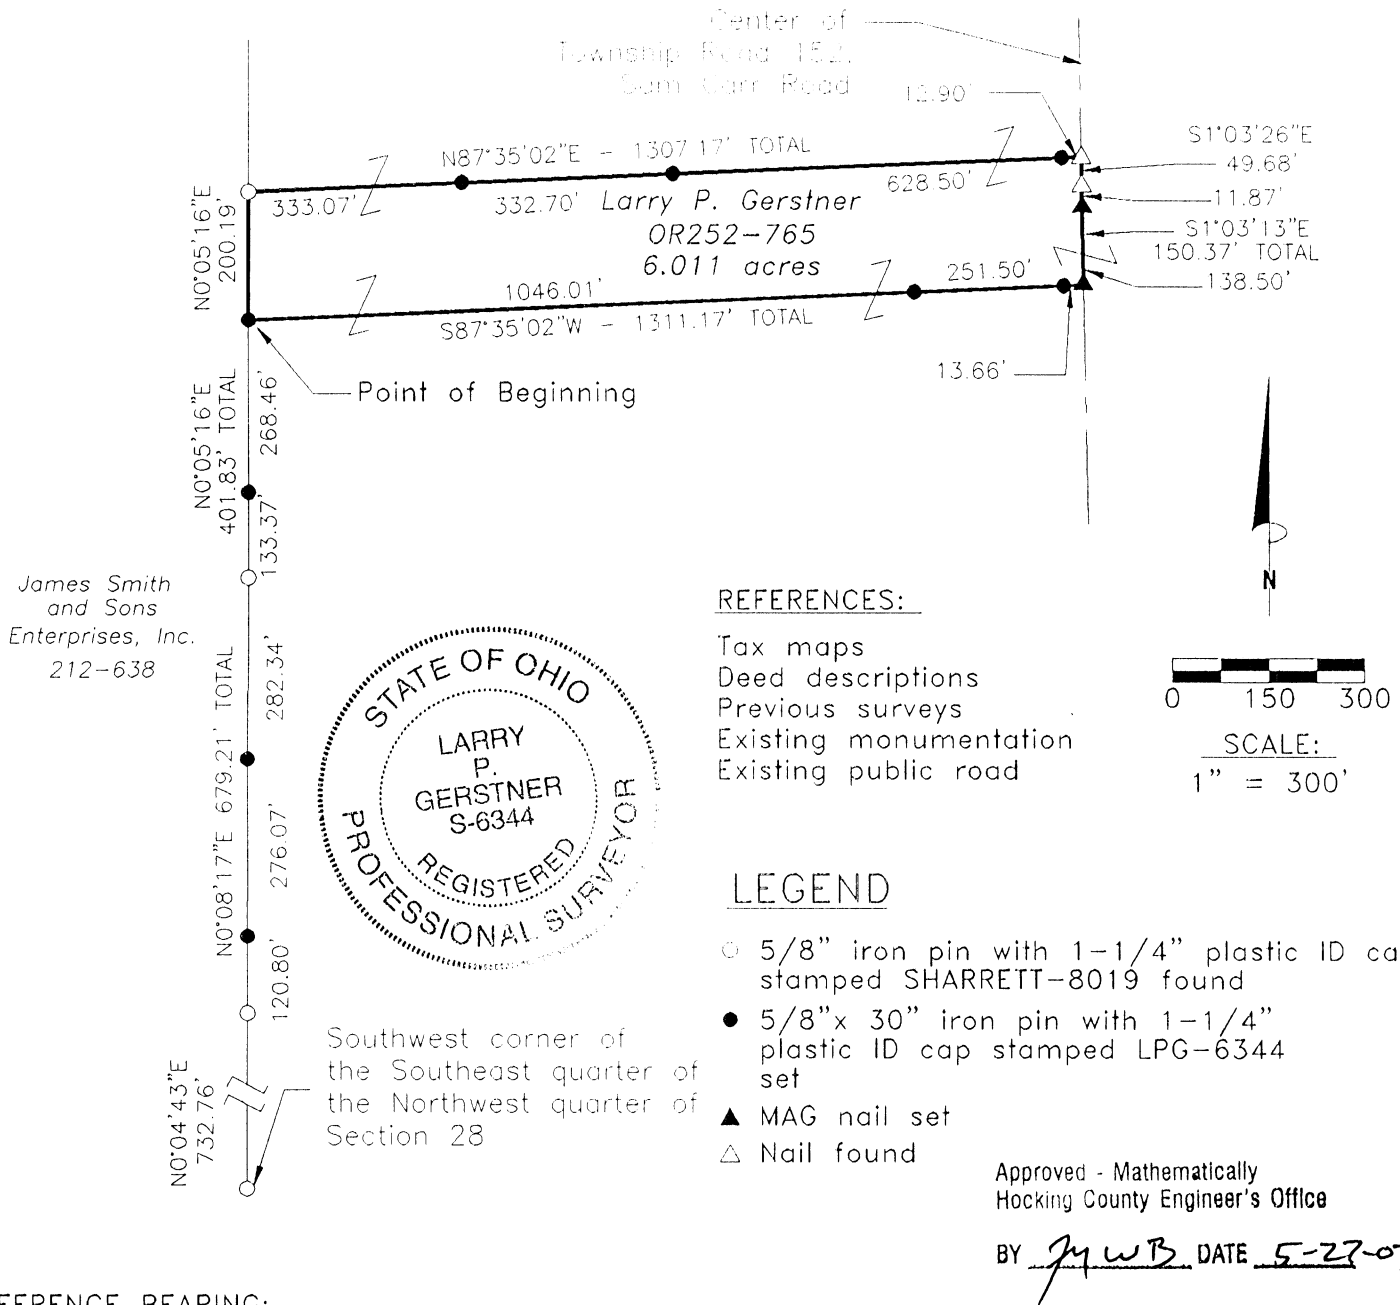 Center of
Township Road 152,
Sam Carr Road
12.90'
S1°03'26"E
49.68'
11.87'
S1°03'13"E
150.37' TOTAL
138.50'
N87°35'02"E - 1307.17' TOTAL
333.07'
332.70'
628.50'
Larry P. Gerstner
OR252-765
6.011 acres
N0°05'16"E
200.19'
1046.01'
251.50'
S87°35'02"W - 1311.17' TOTAL
13.66'
Point of Beginning
N0°05'16"E
401.83' TOTAL
268.46'
133.37'
James Smith
and Sons
Enterprises, Inc.
212-638
N0°08'17"E 679.21' TOTAL
282.34'
276.07'
120.80'
N0°04'43"E
732.76'
Southwest corner of
the Southeast quarter of
the Northwest quarter of
Section 28
STATE OF OHIO
LARRY
P.
GERSTNER
S-6344
REGISTERED
PROFESSIONAL SURVEYOR
REFERENCES:
Tax maps
Deed descriptions
Previous surveys
Existing monumentation
Existing public road
N
0 150 300
SCALE:
1" = 300'
LEGEND
5/8" iron pin with 1-1/4" plastic ID ca
stamped SHARRETT-8019 found
5/8"x 30" iron pin with 1-1/4"
plastic ID cap stamped LPG-6344
set
MAG nail set
Nail found
Approved - Mathematically
Hocking County Engineer's Office
BY DATE 5-27-0
EFERENCE BEARING: